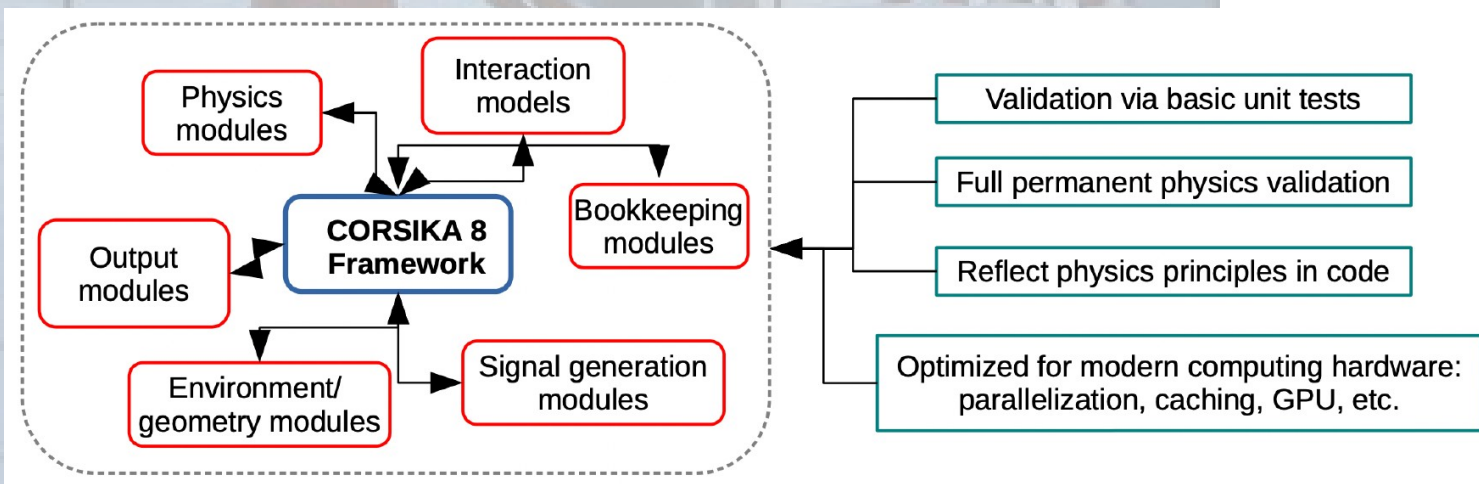 Physics
modules
Interaction
models
Bookkeeping
modules
CORSIKA 8
Framework
Output
modules
Environment/
geometry modules
Signal generation
modules
Validation via basic unit tests
Full permanent physics validation
Reflect physics principles in code
Optimized for modern computing hardware:
parallelization, caching, GPU, etc.